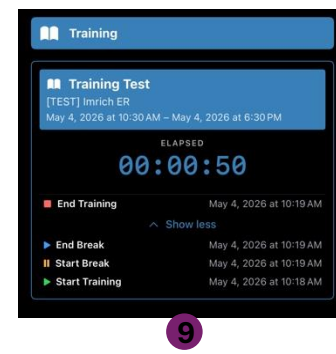 Training
Training Test
[TEST] Imrich ER
May 4, 2026 at 10:30 AM – May 4, 2026 at 6:30 PM
ELAPSED
00:00:50
End Training May 4, 2026 at 10:19 AM
Show less
End Break May 4, 2026 at 10:19 AM
Start Break May 4, 2026 at 10:19 AM
Start Training May 4, 2026 at 10:18 AM
9